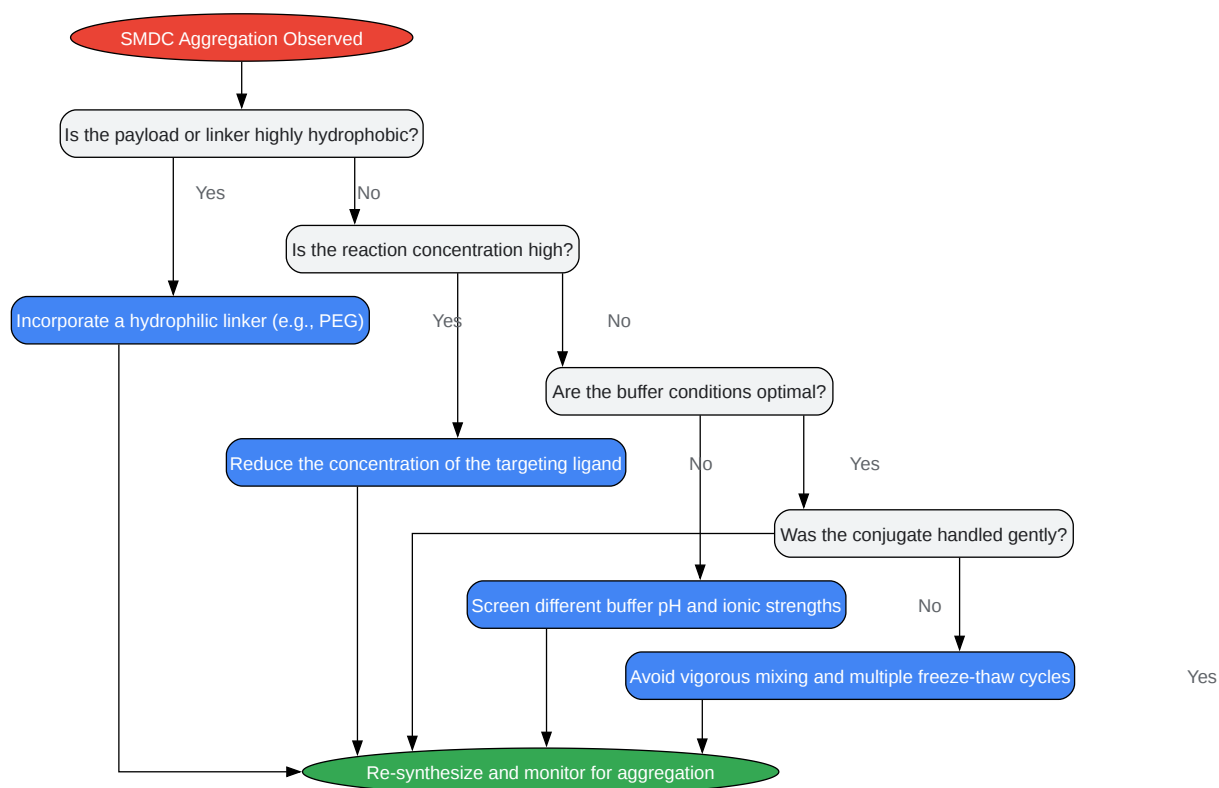 SMDC Aggregation Observed
Is the payload or linker highly hydrophobic?
Yes
No
Is the reaction concentration high?
Incorporate a hydrophilic linker (e.g., PEG)
Yes
No
Are the buffer conditions optimal?
Reduce the concentration of the targeting ligand
No
Yes
Was the conjugate handled gently?
Screen different buffer pH and ionic strengths
No
Avoid vigorous mixing and multiple freeze-thaw cycles
Yes
Re-synthesize and monitor for aggregation